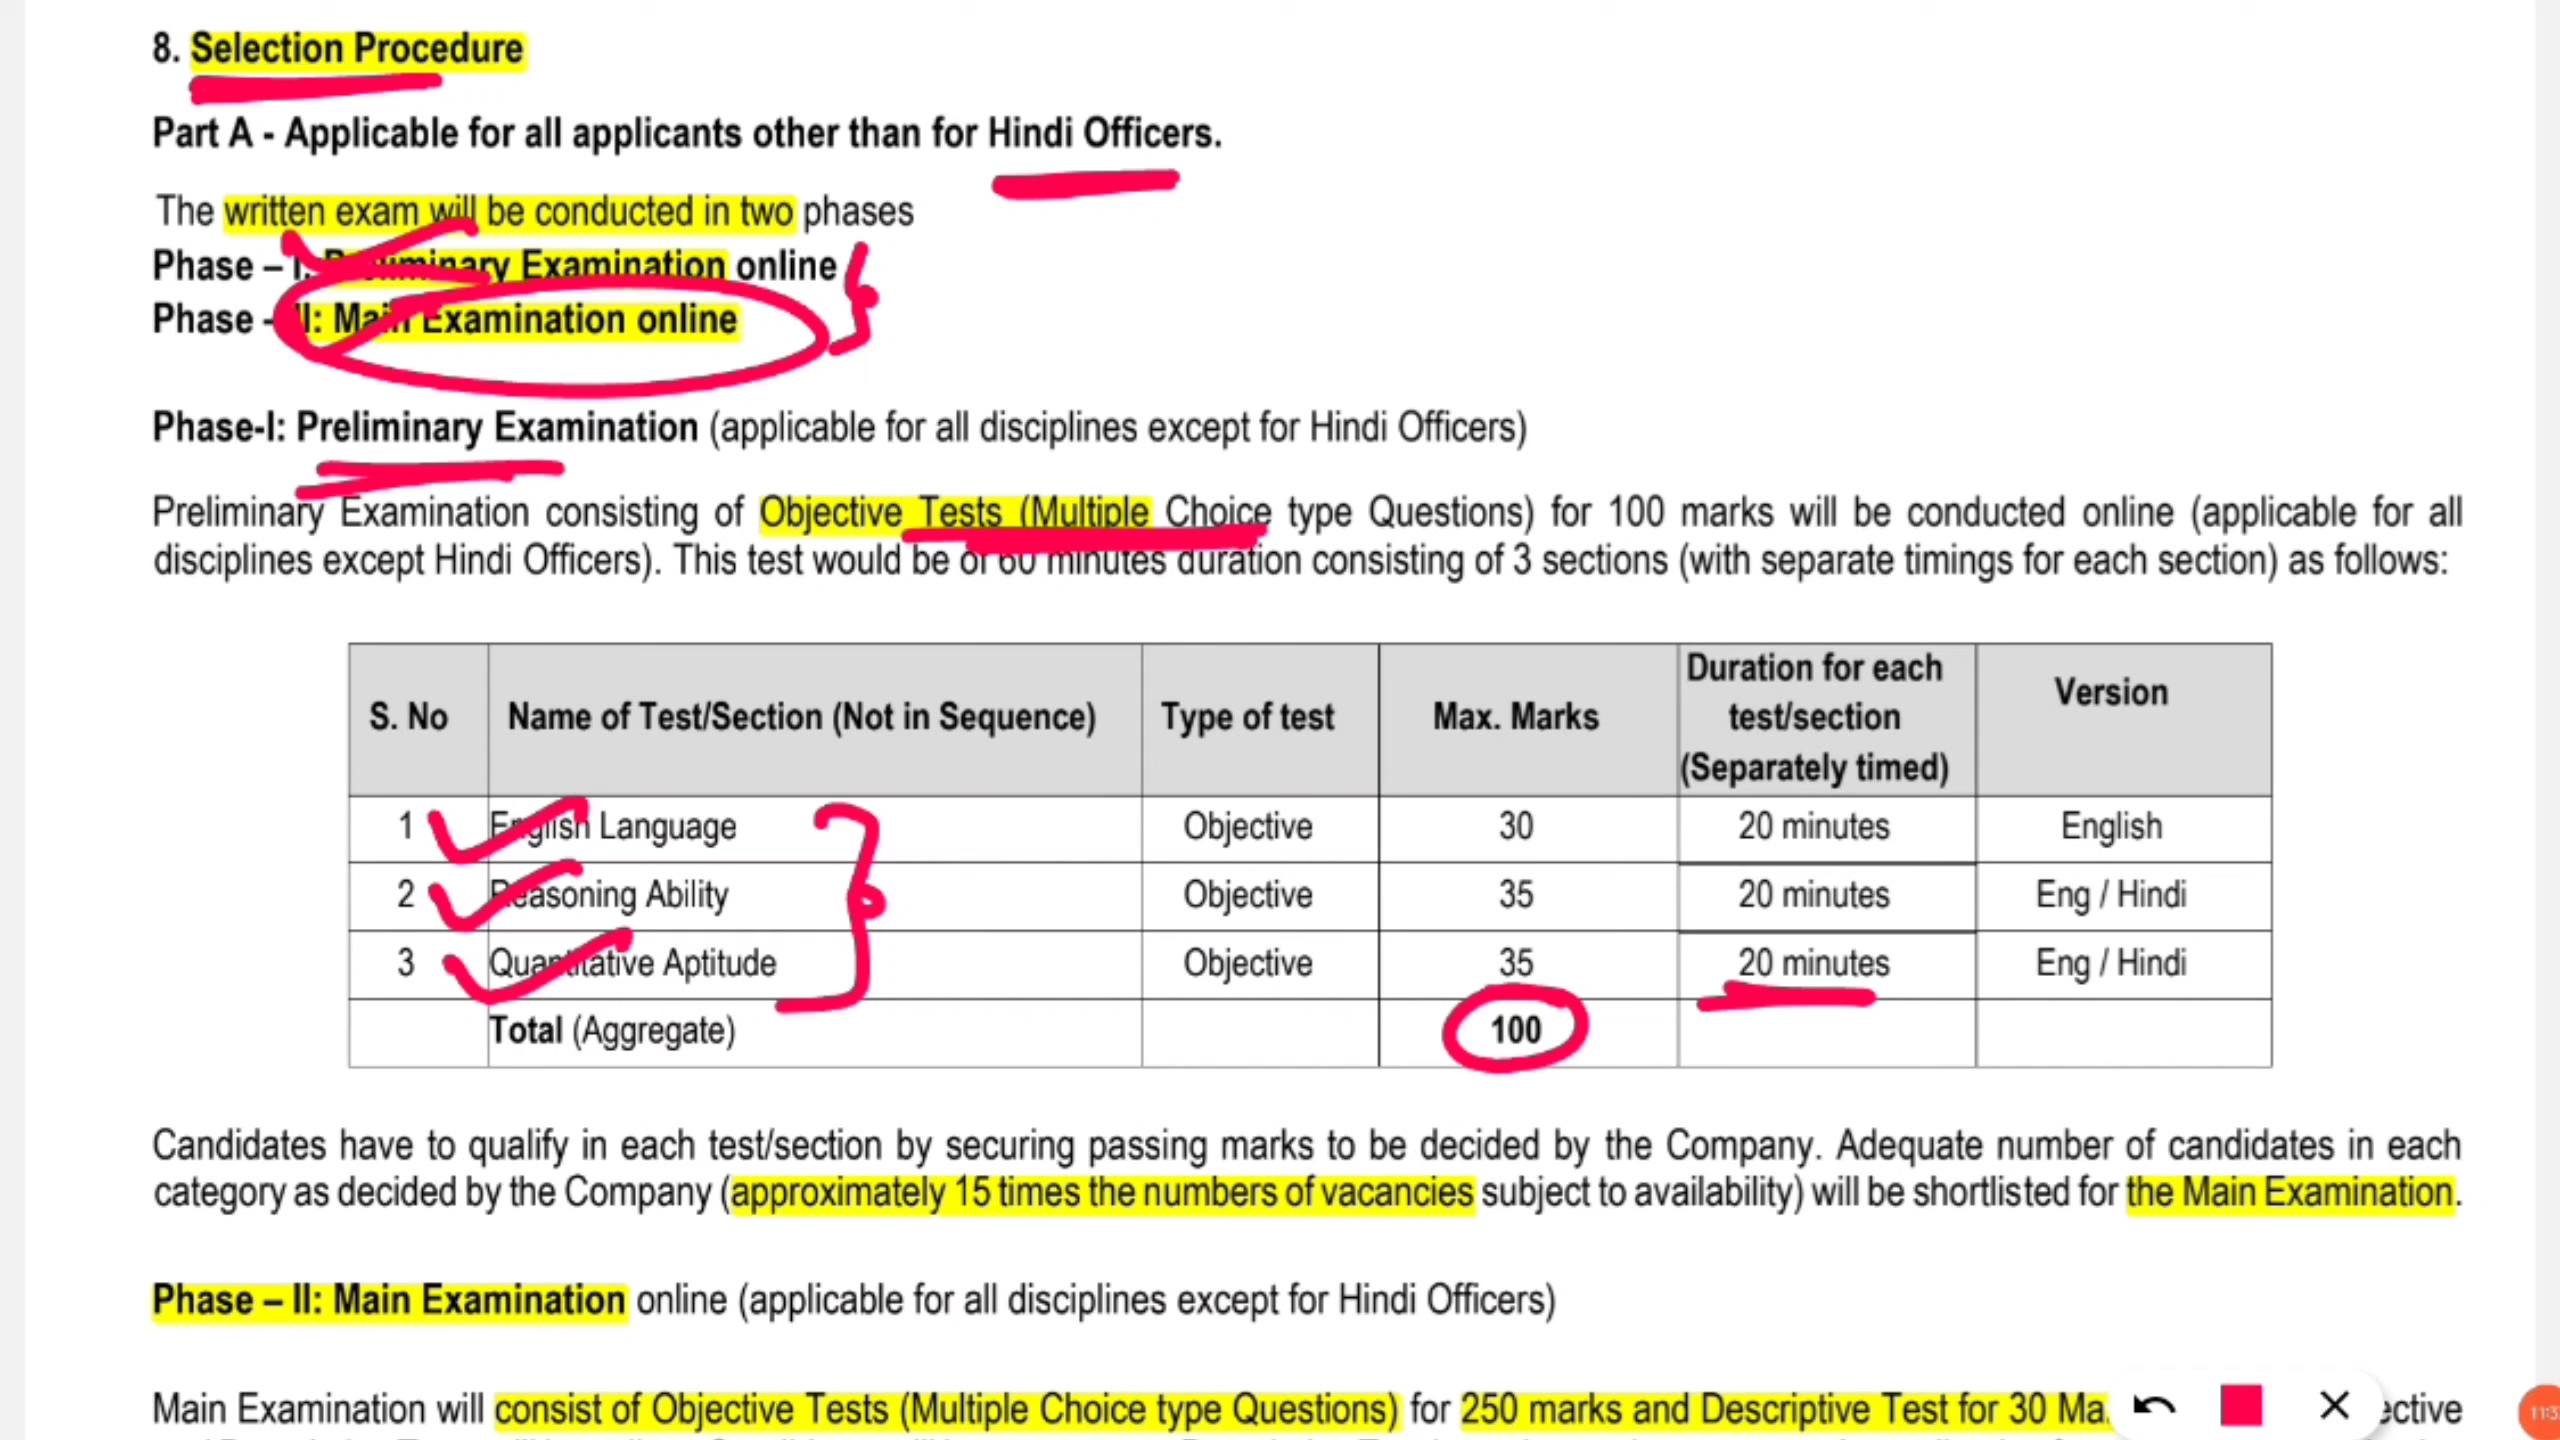 8. Selection Procedure
Part A - Applicable for all applicants other than for Hindi Officers.
The written exam will be conducted in two phases
Phase – I: Preliminary Examination online
Phase - II: Main Examination online
Phase-I: Preliminary Examination (applicable for all disciplines except for Hindi Officers)
Preliminary Examination consisting of Objective Tests (Multiple Choice type Questions) for 100 marks will be conducted online (applicable for all
disciplines except Hindi Officers). This test would be of 60 minutes duration consisting of 3 sections (with separate timings for each section) as follows:
S. No Name of Test/Section (Not in Sequence) Type of test Max. Marks Duration for each test/section (Separately timed) Version
1 English Language Objective 30 20 minutes English
2 Reasoning Ability Objective 35 20 minutes Eng / Hindi
3 Quantitative Aptitude Objective 35 20 minutes Eng / Hindi
Total (Aggregate) 100
Candidates have to qualify in each test/section by securing passing marks to be decided by the Company. Adequate number of candidates in each
category as decided by the Company (approximately 15 times the numbers of vacancies subject to availability) will be shortlisted for the Main Examination.
Phase – II: Main Examination online (applicable for all disciplines except for Hindi Officers)
Main Examination will consist of Objective Tests (Multiple Choice type Questions) for 250 marks and Descriptive Test for 30